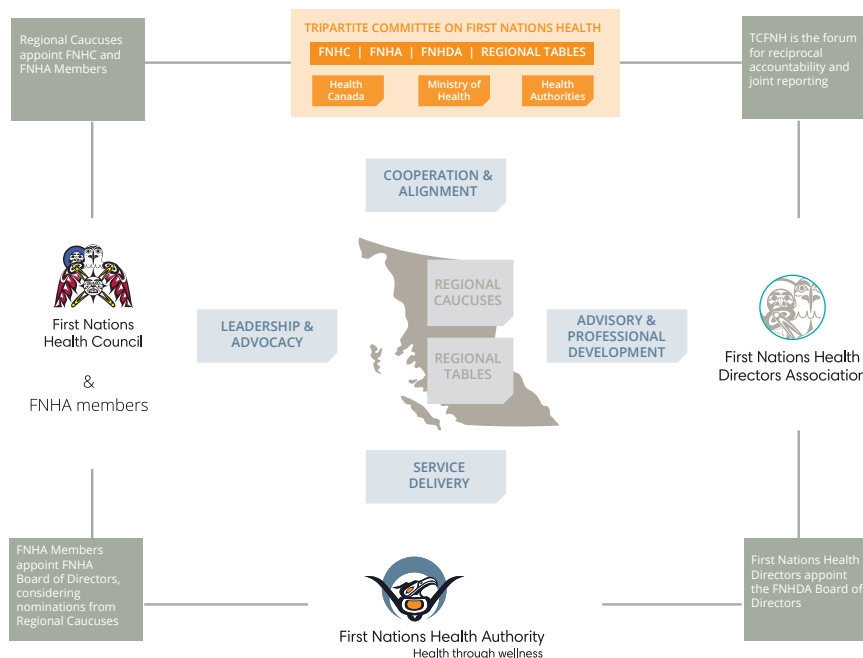 Regional Caucuses
appoint FNHC and
FNHA Members
TRIPARTITE COMMITTEE ON FIRST NATIONS HEALTH
FNHC | FNHA | FNHDA | REGIONAL TABLES
Health
Canada
Ministry of
Health
Health
Authorities
TCFNH is the forum
for reciprocal
accountability and
joint reporting
COOPERATION &
ALIGNMENT
First Nations
Health Council
&
FNHA members
LEADERSHIP &
ADVOCACY
REGIONAL
CAUCUSES
REGIONAL
TABLES
ADVISORY &
PROFESSIONAL
DEVELOPMENT
First Nations Health
Directors Association
SERVICE
DELIVERY
FNHA Members
appoint FNHA
Board of Directors,
considering
nominations from
Regional Caucuses
First Nations Health Authority
Health through wellness
First Nations Health
Directors appoint
the FNHDA Board of
Directors